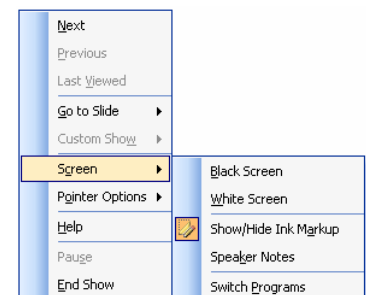 Next
Previous
Last Viewed
Go to Slide
Custom Show
Screen
Pointer Options
Help
Pause
End Show
Black Screen
White Screen
Show/Hide Ink Markup
Speaker Notes
Switch Programs